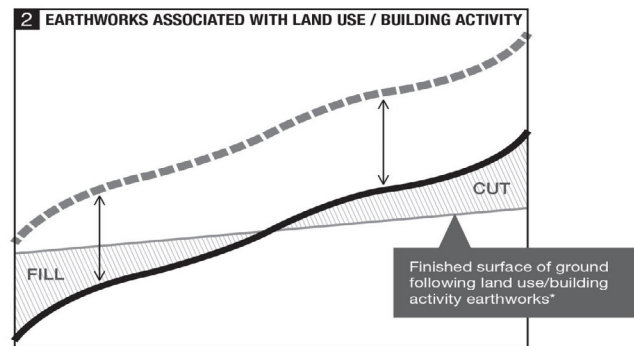 2 EARTHWORKS ASSOCIATED WITH LAND USE / BUILDING ACTIVITY
CUT
FILL
Finished surface of ground
following land use/building
activity earthworks*